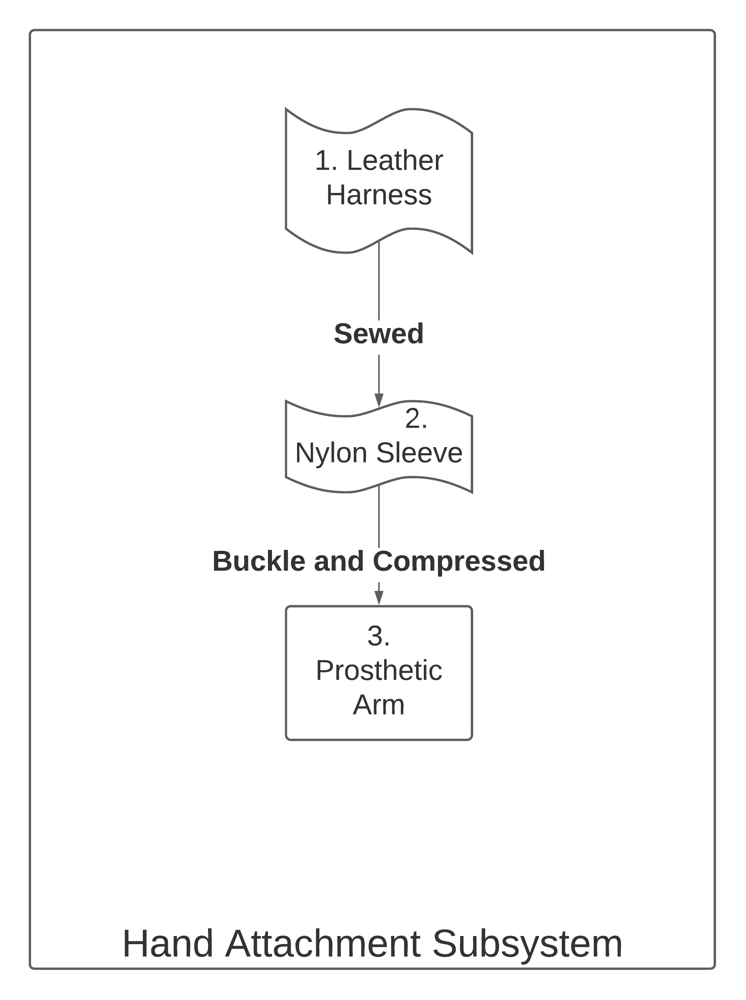 1. Leather
Harness
Sewed
2.
Nylon Sleeve
Buckle and Compressed
3.
Prosthetic
Arm
Hand Attachment Subsystem